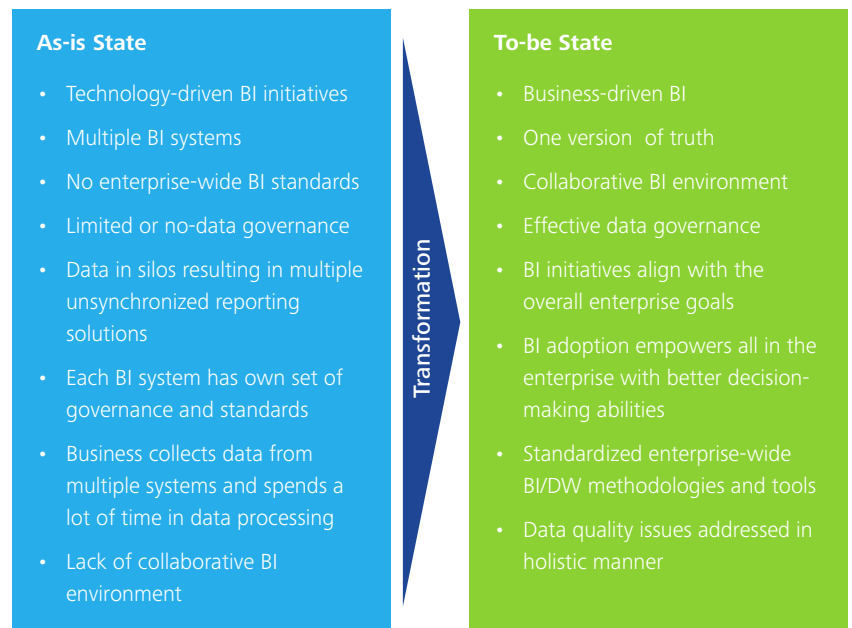 As-is State
• Technology-driven BI initiatives
• Multiple BI systems
• No enterprise-wide BI standards
• Limited or no-data governance
• Data in silos resulting in multiple
unsynchronized reporting
solutions
• Each BI system has own set of
governance and standards
• Business collects data from
multiple systems and spends a
lot of time in data processing
• Lack of collaborative BI
environment
Transformation
To-be State
• Business-driven BI
• One version of truth
• Collaborative BI environment
• Effective data governance
• BI initiatives align with the
overall enterprise goals
• BI adoption empowers all in the
enterprise with better decision-
making abilities
• Standardized enterprise-wide
BI/DW methodologies and tools
• Data quality issues addressed in
holistic manner